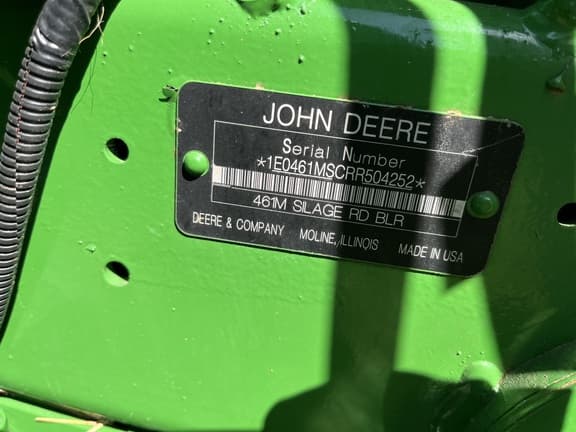 JOHN DEERE
Serial Number
*1E0461MSCRR504252*
461M SILAGE RD BLR
DEERE & COMPANY MOLINE, ILLINOIS MADE IN USA